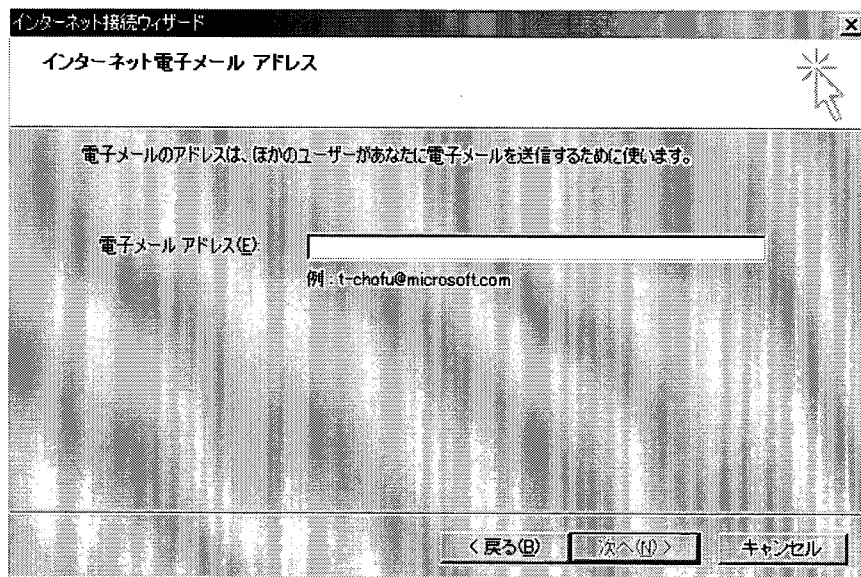 インターネット接続ウィザード
インターネット電子メール アドレス
電子メールのアドレスは、ほかのユーザーがあなたに電子メールを送信するために使います。
電子メール アドレス(E):
例 : t-chofu@microsoft.com
< 戻る(B)
次へ(N) >
キャンセル